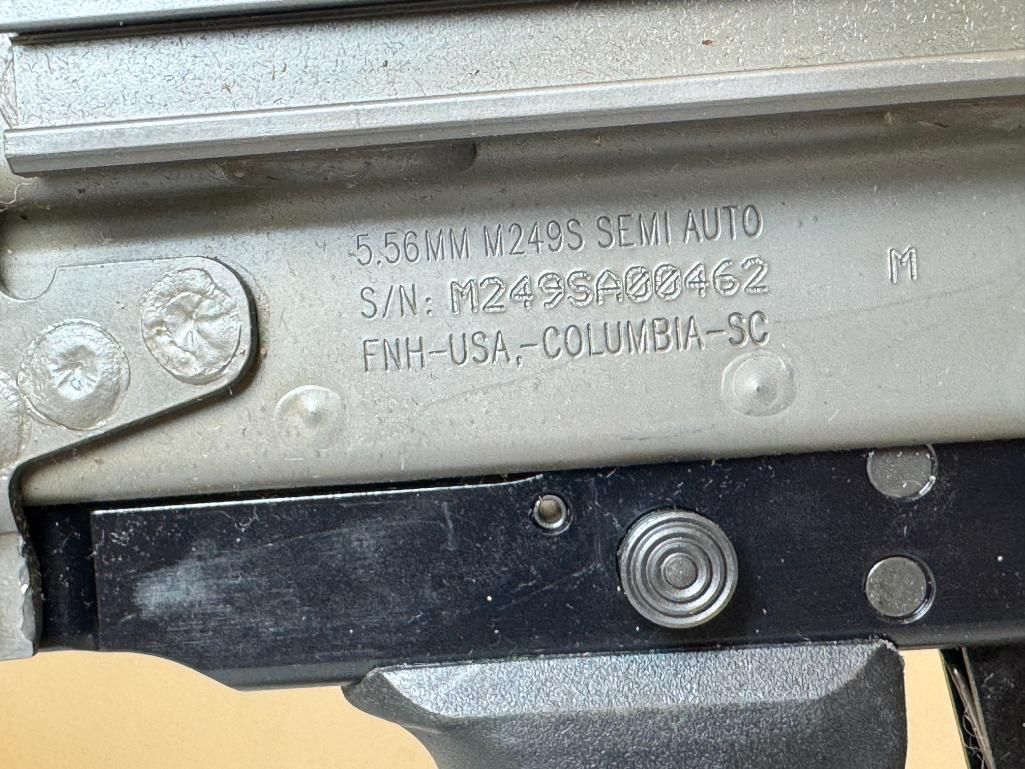 5.56MM M249S SEMI AUTO
S/N: M249SA00462
M
FNH-USA,-COLUMBIA-SC